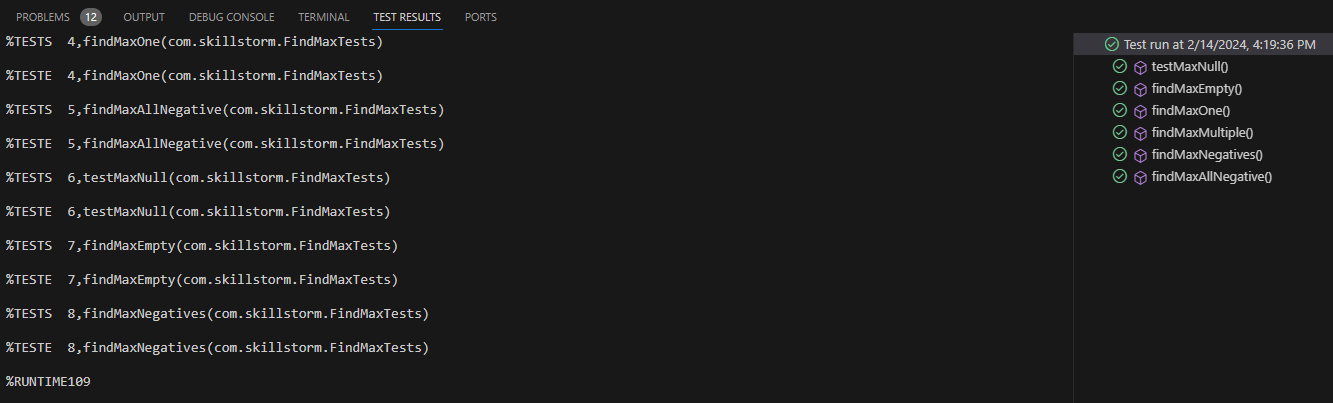 PROBLEMS 12 OUTPUT DEBUG CONSOLE TERMINAL TEST RESULTS PORTS
%TESTS  4,findMaxOne(com.skillstorm.FindMaxTests)
%TESTE  4,findMaxOne(com.skillstorm.FindMaxTests)
%TESTS  5,findMaxAllNegative(com.skillstorm.FindMaxTests)
%TESTE  5,findMaxAllNegative(com.skillstorm.FindMaxTests)
%TESTS  6,testMaxNull(com.skillstorm.FindMaxTests)
%TESTE  6,testMaxNull(com.skillstorm.FindMaxTests)
%TESTS  7,findMaxEmpty(com.skillstorm.FindMaxTests)
%TESTE  7,findMaxEmpty(com.skillstorm.FindMaxTests)
%TESTS  8,findMaxNegatives(com.skillstorm.FindMaxTests)
%TESTE  8,findMaxNegatives(com.skillstorm.FindMaxTests)
%RUNTIME109
Test run at 2/14/2024, 4:19:36 PM
testMaxNull()
findMaxEmpty()
findMaxOne()
findMaxMultiple()
findMaxNegatives()
findMaxAllNegative()